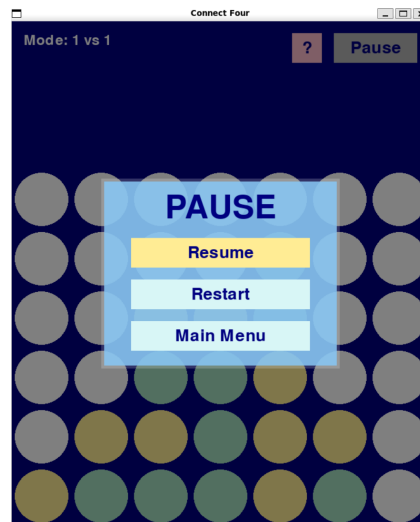 Connect Four
Mode: 1 vs 1
?
Pause
PAUSE
Resume
Restart
Main Menu